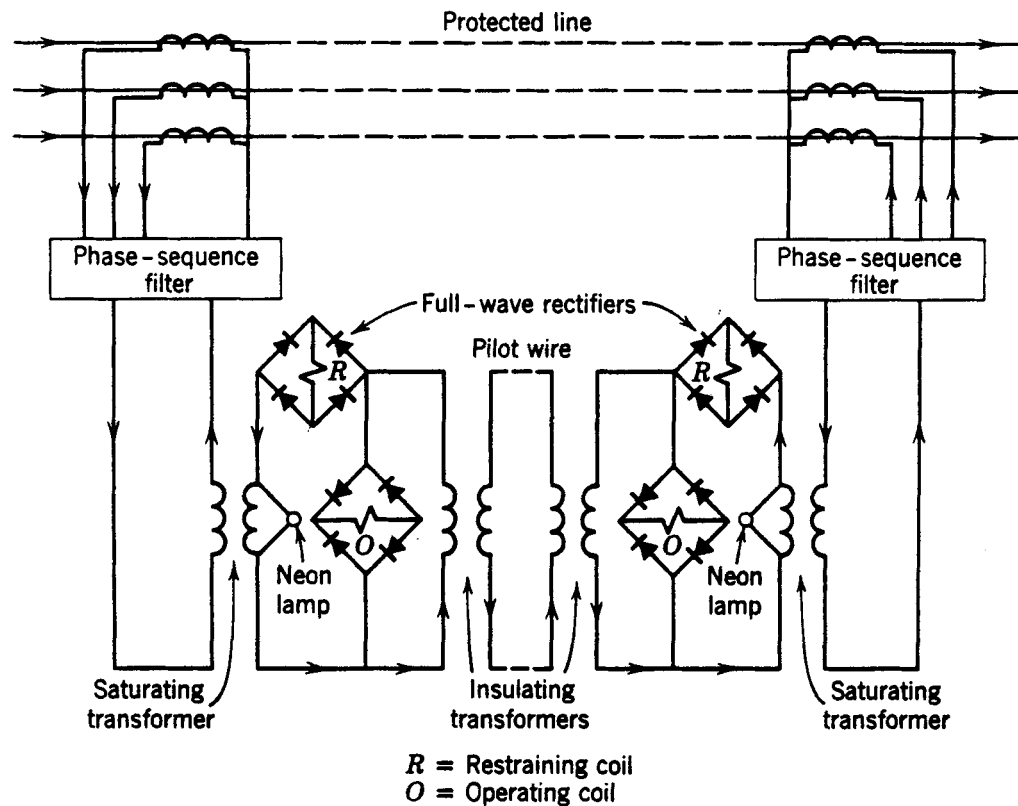 Protected line
Phase-sequence
filter
Phase-sequence
filter
Full-wave rectifiers
Pilot wire
R
R
O
O
Neon
lamp
Neon
lamp
Saturating
transformer
Insulating
transformers
Saturating
transformer
R = Restraining coil
O = Operating coil